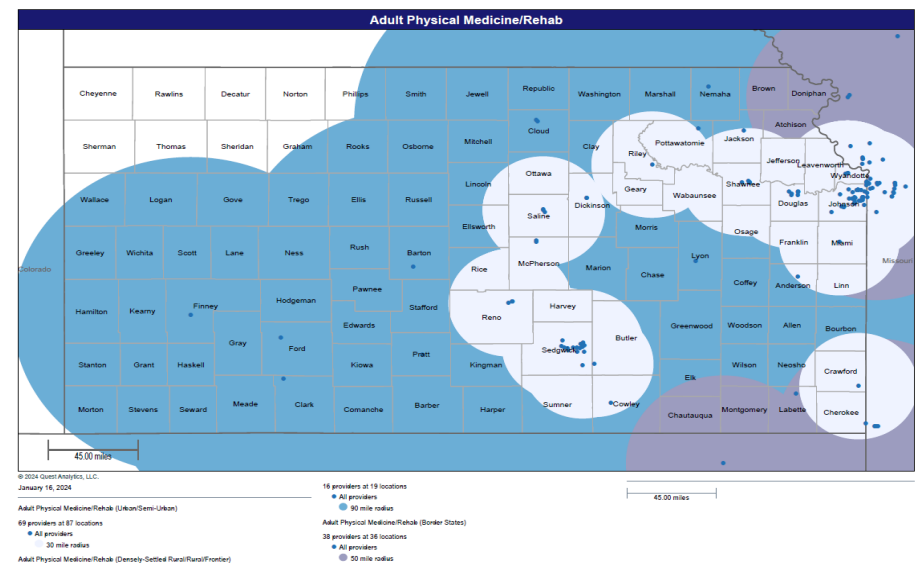 Adult Physical Medicine/Rehab
Cheyenne Rawlins Decatur Norton Phillips Smith Jewell Republic Washington Marshall Nemaha Brown Doniphan
Atchison
Sherman Thomas Sheridan Graham Rooks Osborne Mitchell Cloud Clay Riley Pottawatomie Jackson
Jefferson Leavenworth
Wyandotte
Lincoln Ottawa Geary Wabaunsee Shawnee
Wallace Logan Gove Trego Ellis Russell Saline Dickinson Douglas Johnson
Ellsworth Morris Osage
Greeley Wichita Scott Lane Ness Rush Barton McPherson Lyon Franklin Miami
Colorado Missouri
Rice Marion Chase
Hamilton Kearny Finney Hodgeman Pawnee Stafford Reno Harvey Coffey Anderson Linn
Gray Ford Edwards Butler Greenwood Woodson Allen Bourbon
Stanton Grant Haskell Kiowa Pratt Kingman Sedgwick Elk Wilson Neosho Crawford
Morton Stevens Seward Meade Clark Comanche Barber Harper Sumner Cowley Chautauqua Montgomery Labette Cherokee
45.00 miles
© 2024 Quest Analytics, LLC.
January 16, 2024
Adult Physical Medicine/Rehab (Urban/Semi-Urban)
69 providers at 87 locations
All providers
30 mile radius
Adult Physical Medicine/Rehab (Densely-Settled Rural/Rural/Frontier)
16 providers at 19 locations
All providers
90 mile radius
Adult Physical Medicine/Rehab (Border States)
38 providers at 36 locations
All providers
50 mile radius
45.00 miles